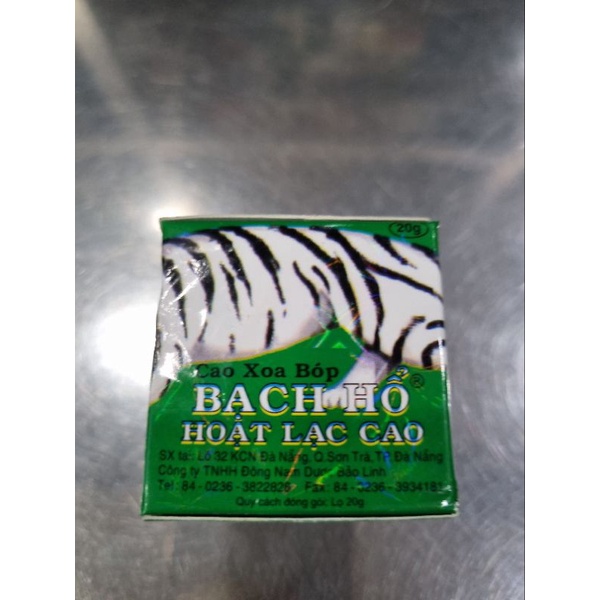 20g
Cao Xoa Bóp
BẠCH HỔ ®
HOẠT LẠC CAO
SX tại: Lô 32 KCN Đà Nẵng, Q.Sơn Trà, TP. Đà Nẵng
Công ty TNHH Đông Nam Dược Bảo Linh
Tel: 84 - 0236 - 3822829 Fax: 84 - 0236 - 393418
Quy cách đóng gói: Lọ 20g